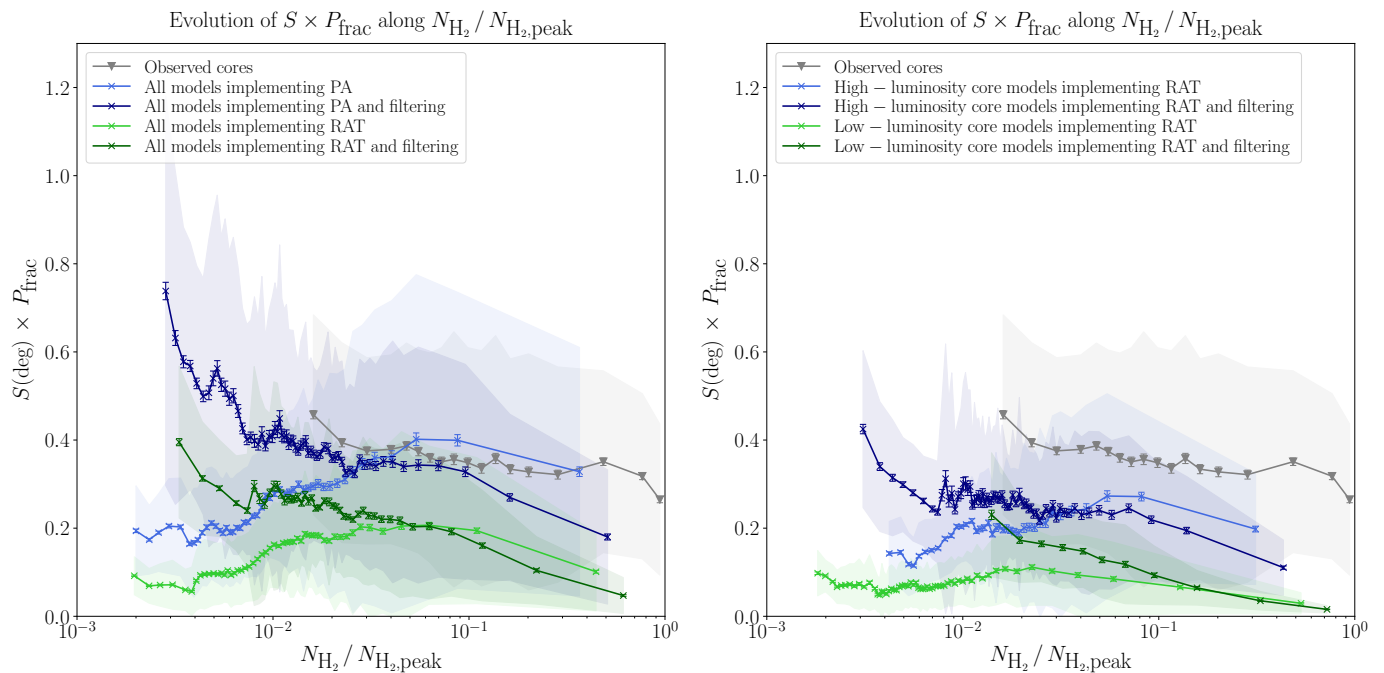 Evolution of S × P_frac along N_H₂ / N_H₂,peak
Observed cores
All models implementing PA
All models implementing PA and filtering
All models implementing RAT
All models implementing RAT and filtering
1.2
1.0
0.8
0.6
0.4
0.2
0.0
S(deg) × P_frac
10⁻³ 10⁻² 10⁻¹ 10⁰
N_H₂ / N_H₂,peak
Evolution of S × P_frac along N_H₂ / N_H₂,peak
Observed cores
High − luminosity core models implementing RAT
High − luminosity core models implementing RAT and filtering
Low − luminosity core models implementing RAT
Low − luminosity core models implementing RAT and filtering
1.2
1.0
0.8
0.6
0.4
0.2
0.0
S(deg) × P_frac
10⁻³ 10⁻² 10⁻¹ 10⁰
N_H₂ / N_H₂,peak